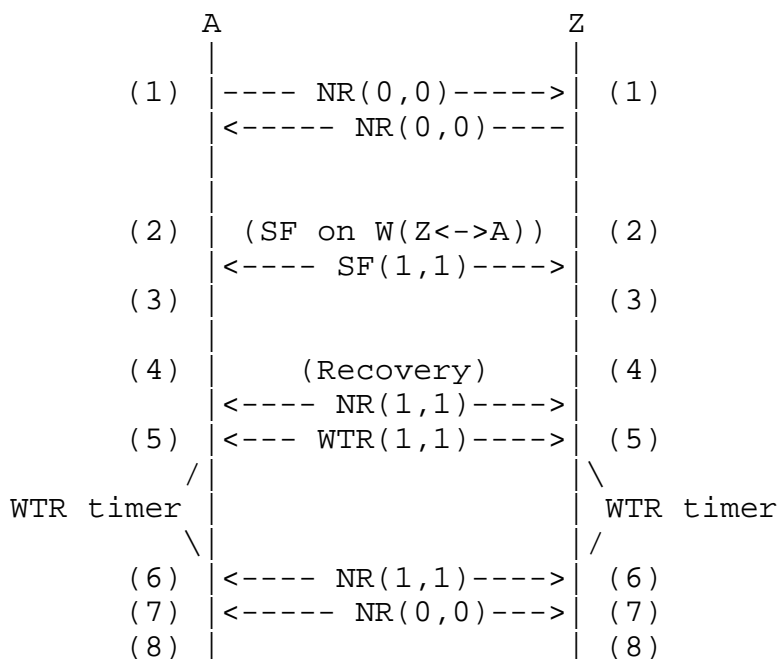 A Z
(1) |---- NR(0,0)----->| (1)
|<----- NR(0,0)----|
(2) | (SF on W(Z<->A)) | (2)
|<---- SF(1,1)---->|
(3) | | (3)
(4) | (Recovery) | (4)
|<---- NR(1,1)---->|
(5) |<--- WTR(1,1)---->| (5)
/| |\
WTR timer | | WTR timer
\| |/
(6) |<---- NR(1,1)---->| (6)
(7) |<----- NR(0,0)--->| (7)
(8) | | (8)